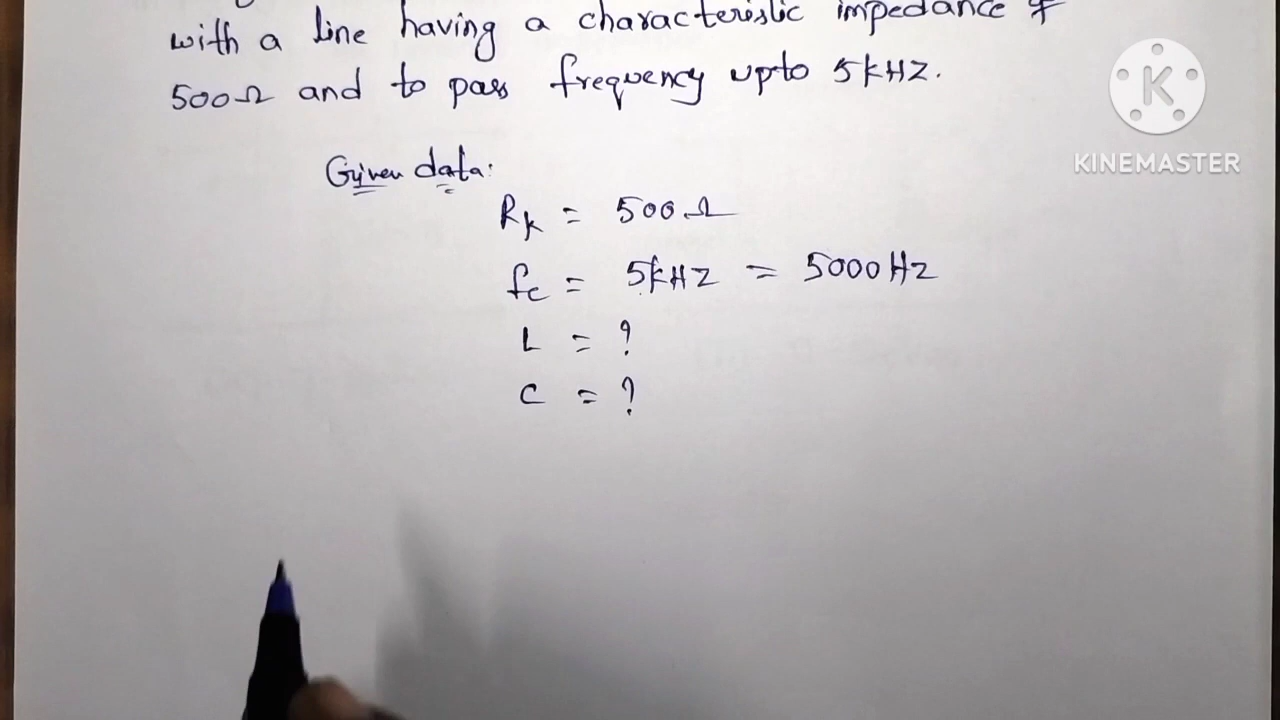 with a line having a characteristic impedance of
500Ω and to pass frequency upto 5kHZ.
K
KINEMASTER
Given data:
Rk = 500Ω
fc = 5kHZ = 5000HZ
L = ?
C = ?